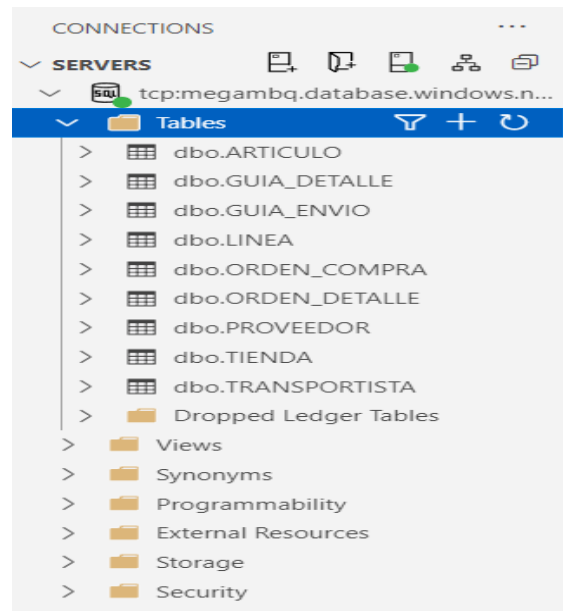 CONNECTIONS ...
SERVERS
SQL tcp:megambq.database.windows.n...
Tables
dbo.ARTICULO
dbo.GUIA_DETALLE
dbo.GUIA_ENVIO
dbo.LINEA
dbo.ORDEN_COMPRA
dbo.ORDEN_DETALLE
dbo.PROVEEDOR
dbo.TIENDA
dbo.TRANSPORTISTA
Dropped Ledger Tables
Views
Synonyms
Programmability
External Resources
Storage
Security